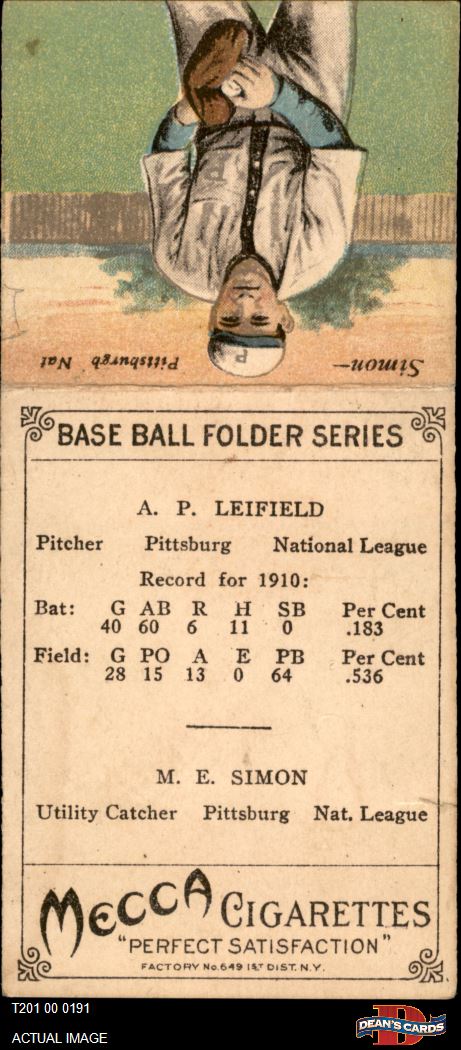 Simon— Pittsburgh Nat
BASE BALL FOLDER SERIES
A. P. LEIFIELD
Pitcher Pittsburg National League
Record for 1910:
Bat: G AB R H SB Per Cent
40 60 6 11 0 .183
Field: G PO A E PB Per Cent
28 15 13 0 64 .536
M. E. SIMON
Utility Catcher Pittsburg Nat. League
MECCA CIGARETTES
"PERFECT SATISFACTION"
FACTORY No. 649 1ST DIST. N.Y.
T201 00 0191
ACTUAL IMAGE
D
DEAN'S CARDS
P
P